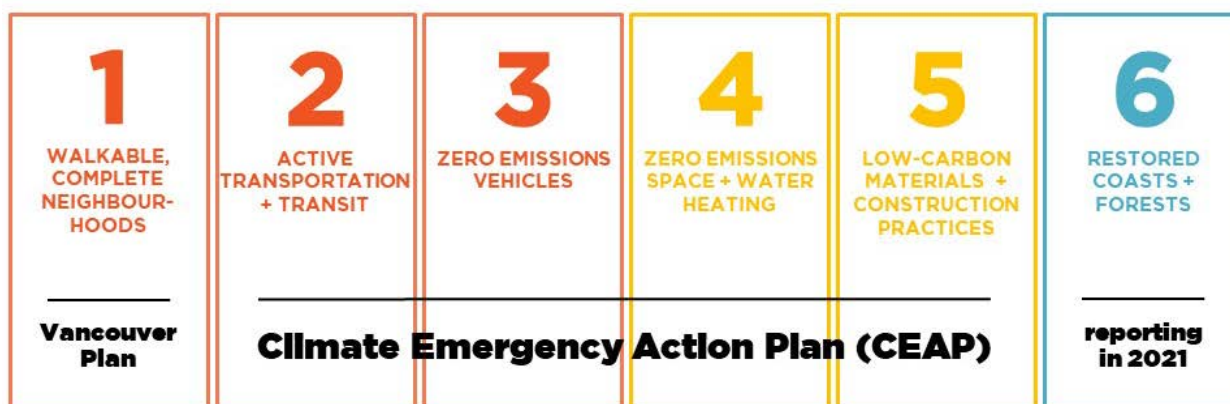 1
WALKABLE,
COMPLETE
NEIGHBOUR-
HOODS
Vancouver
Plan
2
ACTIVE
TRANSPORTATION
+ TRANSIT
3
ZERO EMISSIONS
VEHICLES
4
ZERO EMISSIONS
SPACE + WATER
HEATING
5
LOW-CARBON
MATERIALS +
CONSTRUCTION
PRACTICES
Climate Emergency Action Plan (CEAP)
6
RESTORED
COASTS +
FORESTS
reporting
in 2021